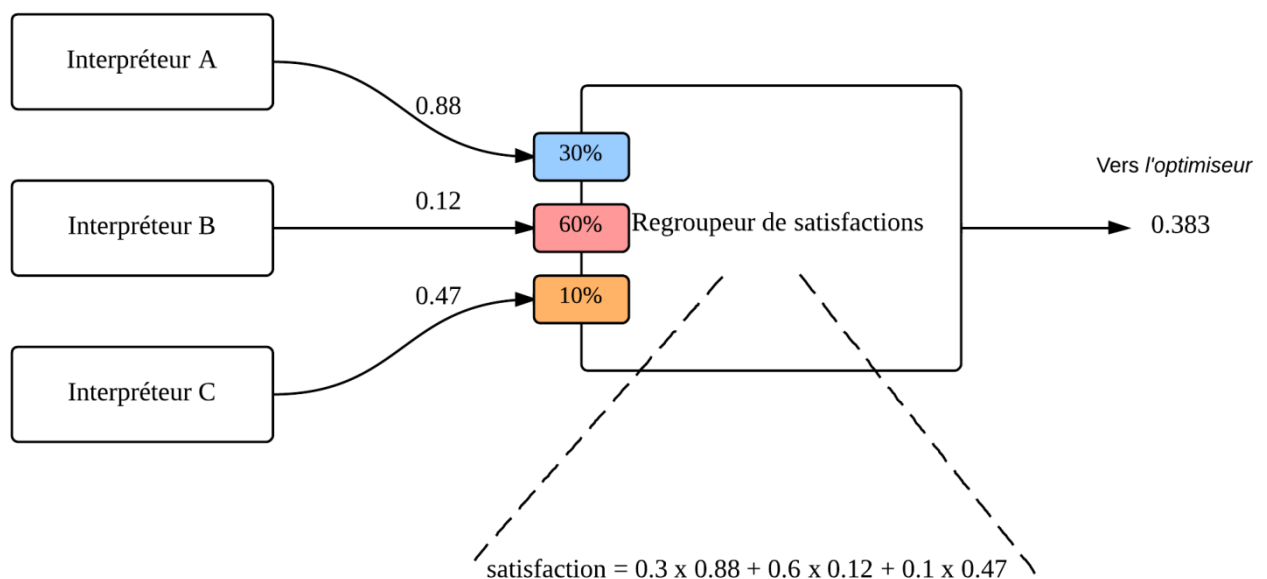 Interpréteur A
0.88
30%
Vers l'optimiseur
Interpréteur B
0.12
60%
Regroupeur de satisfactions
0.383
0.47
10%
Interpréteur C
satisfaction = 0.3 x 0.88 + 0.6 x 0.12 + 0.1 x 0.47